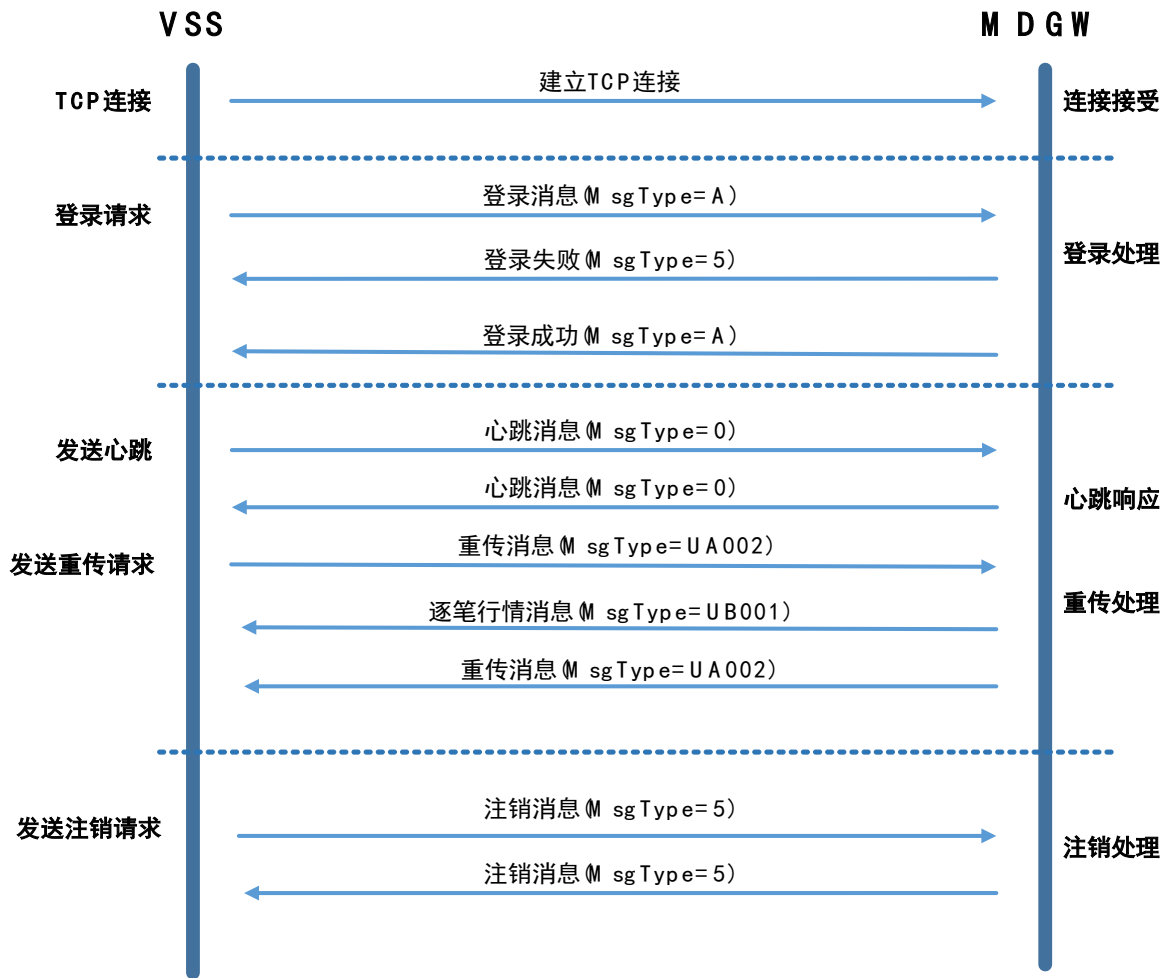 VSS
MDGW
建立TCP连接
TCP连接
连接接受
登录消息(MsgType=A)
登录请求
登录处理
登录失败(MsgType=5)
登录成功(MsgType=A)
心跳消息(MsgType=0)
发送心跳
心跳消息(MsgType=0)
心跳响应
重传消息(MsgType=UA002)
发送重传请求
重传处理
逐笔行情消息(MsgType=UB001)
重传消息(MsgType=UA002)
注销消息(MsgType=5)
发送注销请求
注销处理
注销消息(MsgType=5)